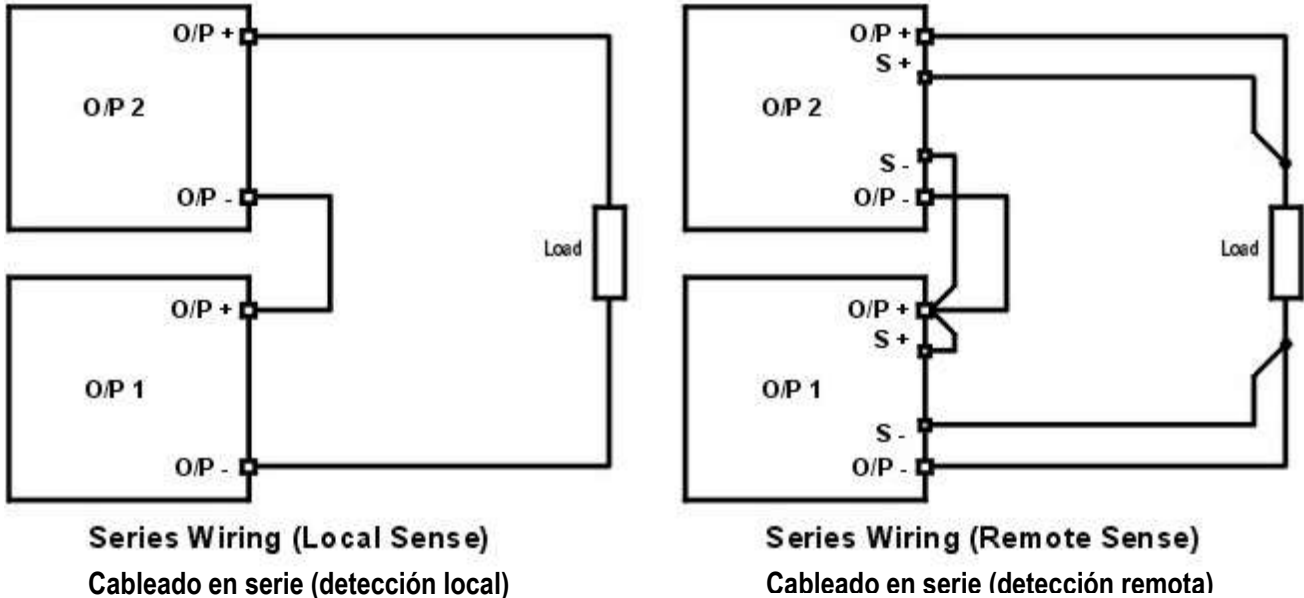 O/P +
O/P 2
O/P -
Load
O/P +
O/P 1
O/P -
Series Wiring (Local Sense)
Cableado en serie (detección local)
O/P +
S +
O/P 2
S -
O/P -
Load
O/P +
S +
O/P 1
S -
O/P -
Series Wiring (Remote Sense)
Cableado en serie (detección remota)